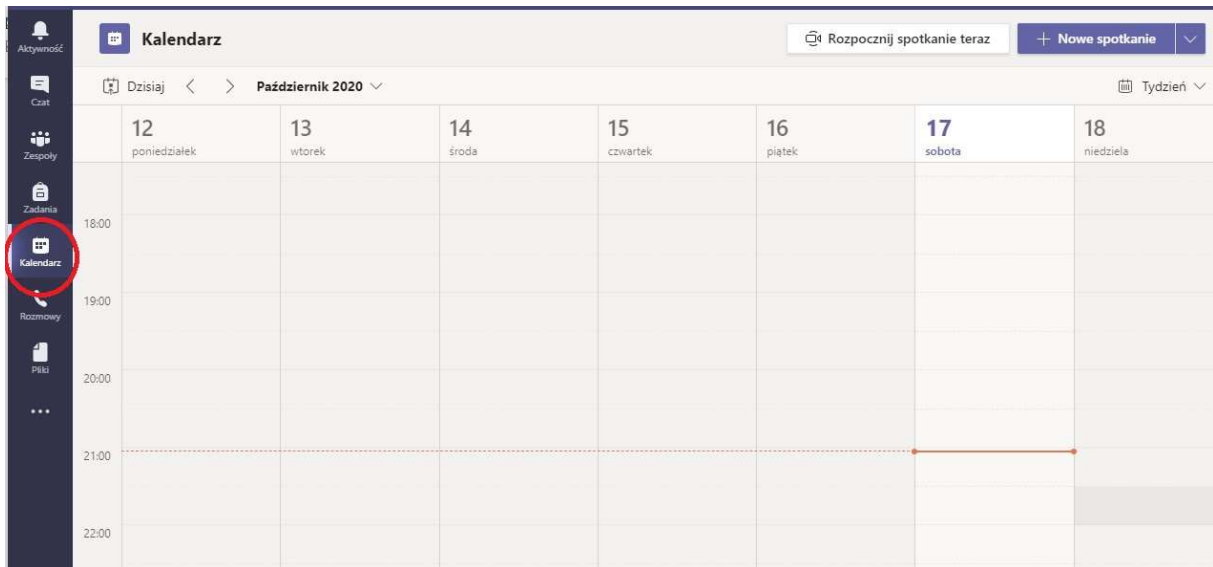 Aktywność
Czat
Zespoły
Zadania
Kalendarz
Rozmowy
Pliki
Kalendarz
Rozpocznij spotkanie teraz
Nowe spotkanie
Dzisiaj
Październik 2020
Tydzień
12 13 14 15 16 17 18
poniedziałek wtorek środa czwartek piątek sobota niedziela
18:00
19:00
20:00
21:00
22:00